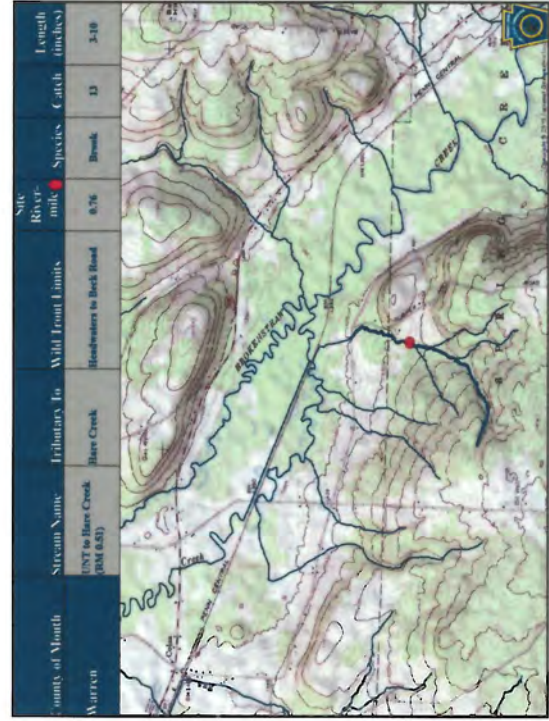 County of Mouth
Stream Name
Tributary To
Wild Trout Limits
Site
River-
mile
Species
Catch
Length
(inches)
Warren
UNT to Hare Creek
(RM 0.51)
Hare Creek
Headwaters to Beck Road
0.76
Brook
13
3-10
BROKENSTRAW
CREEK
Creek
PENN CENTRAL
S P R I N G
C R E E